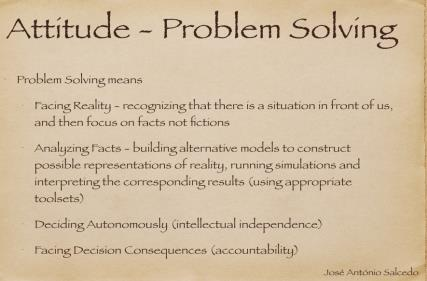 Attitude - Problem Solving
Problem Solving means
Facing Reality - recognizing that there is a situation in front of us,
and then focus on facts not fictions
Analyzing Facts - building alternative models to construct
possible representations of reality, running simulations and
interpreting the corresponding results (using appropriate
toolsets)
Deciding Autonomously (intellectual independence)
Facing Decision Consequences (accountability)
José António Salcedo